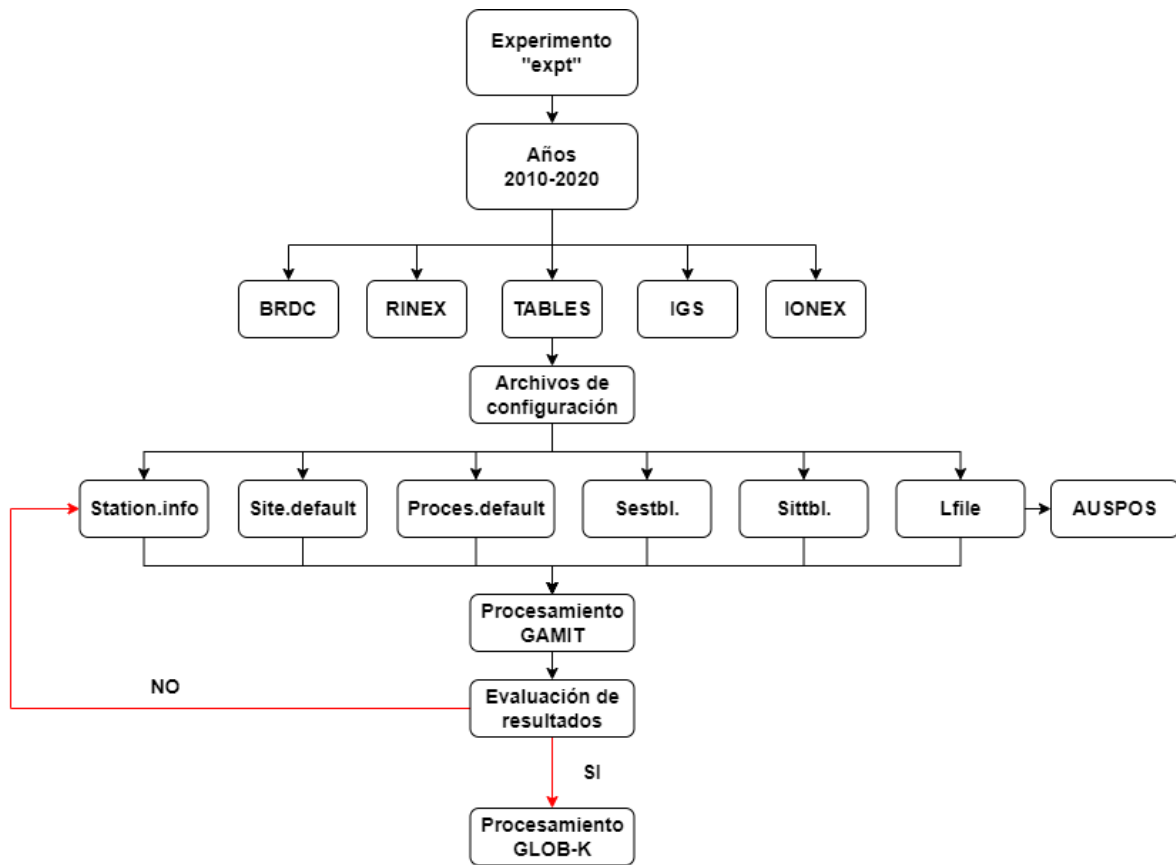 Experimento
"expt"
Años
2010-2020
BRDC
RINEX
TABLES
IGS
IONEX
Archivos de
configuración
Station.info
Site.default
Proces.default
Sestbl.
Sittbl.
Lfile
AUSPOS
Procesamiento
GAMIT
NO
Evaluación de
resultados
SI
Procesamiento
GLOB-K